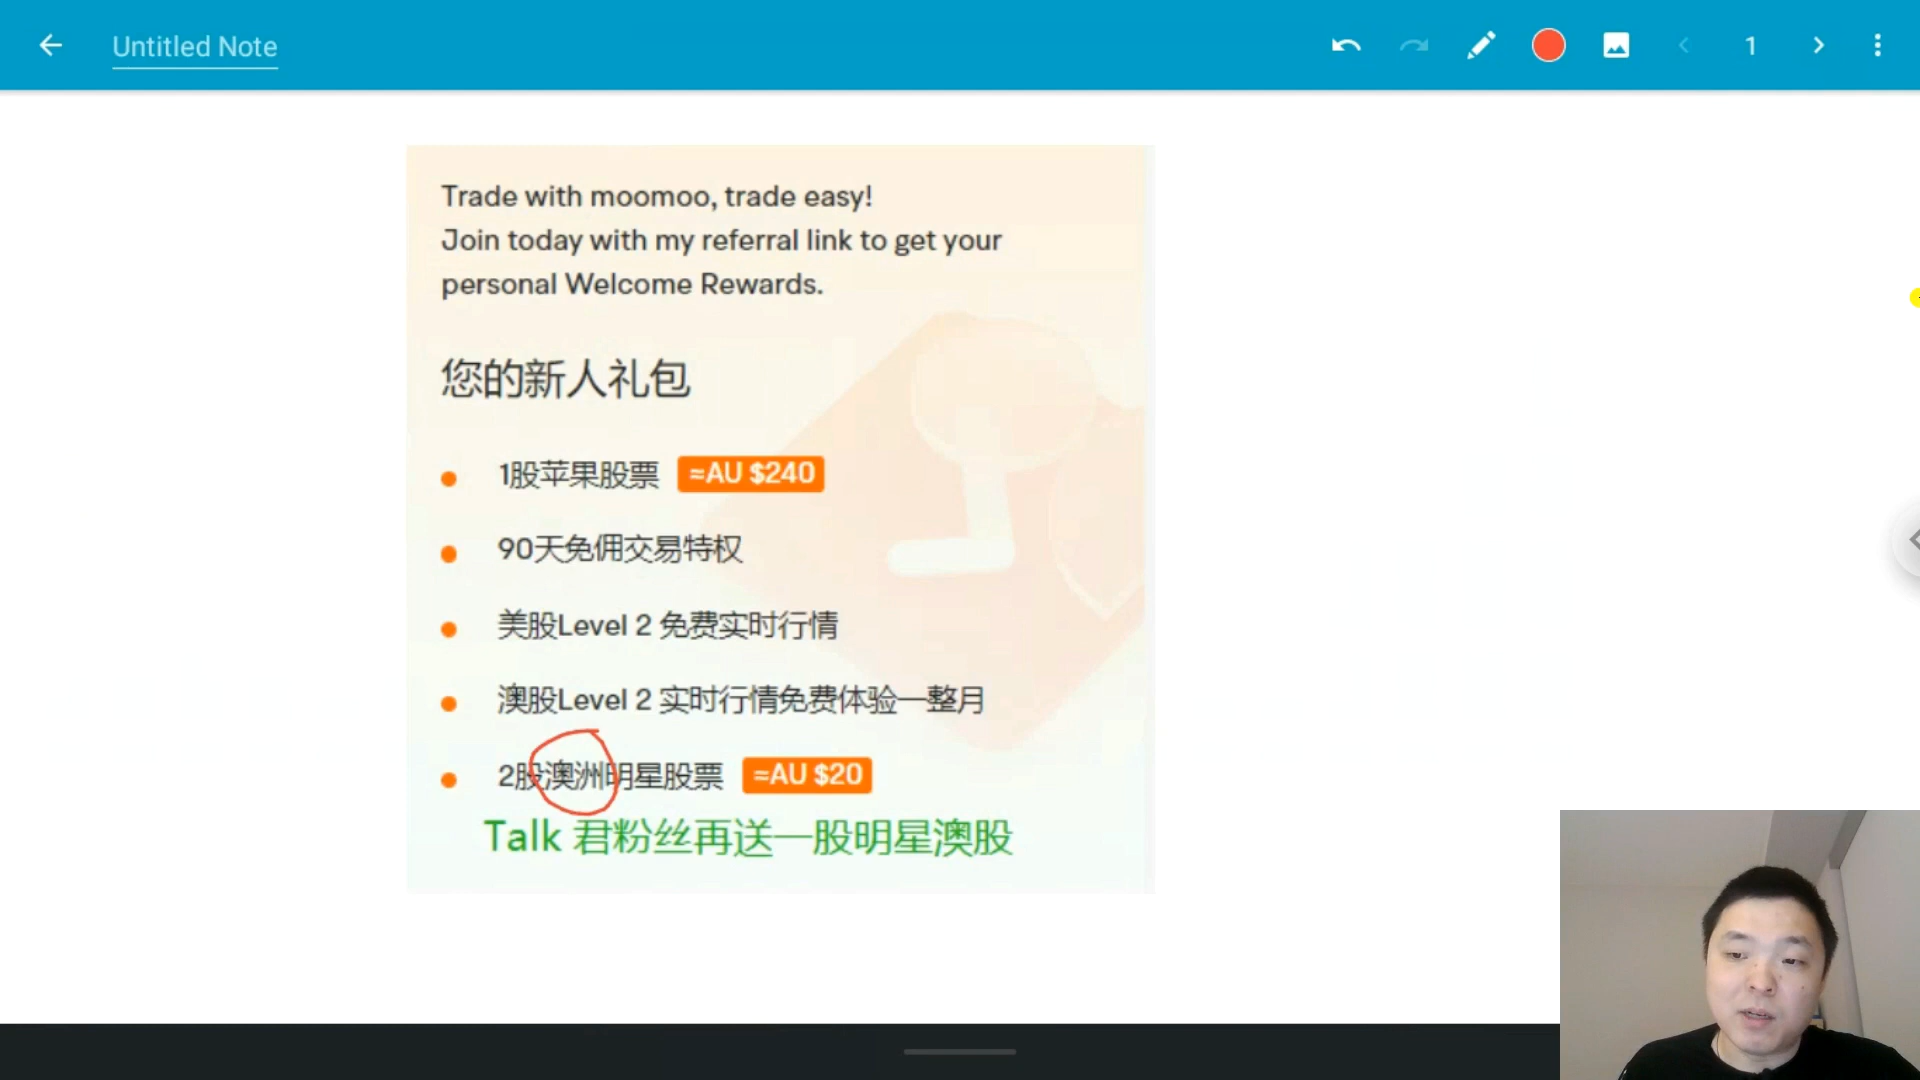 Untitled Note
1
Trade with moomoo, trade easy!
Join today with my referral link to get your
personal Welcome Rewards.
您的新人礼包
1股苹果股票 ≈AU $240
90天免佣交易特权
美股Level 2 免费实时行情
澳股Level 2 实时行情免费体验一整月
2股澳洲明星股票 ≈AU $20
Talk 君粉丝再送一股明星澳股